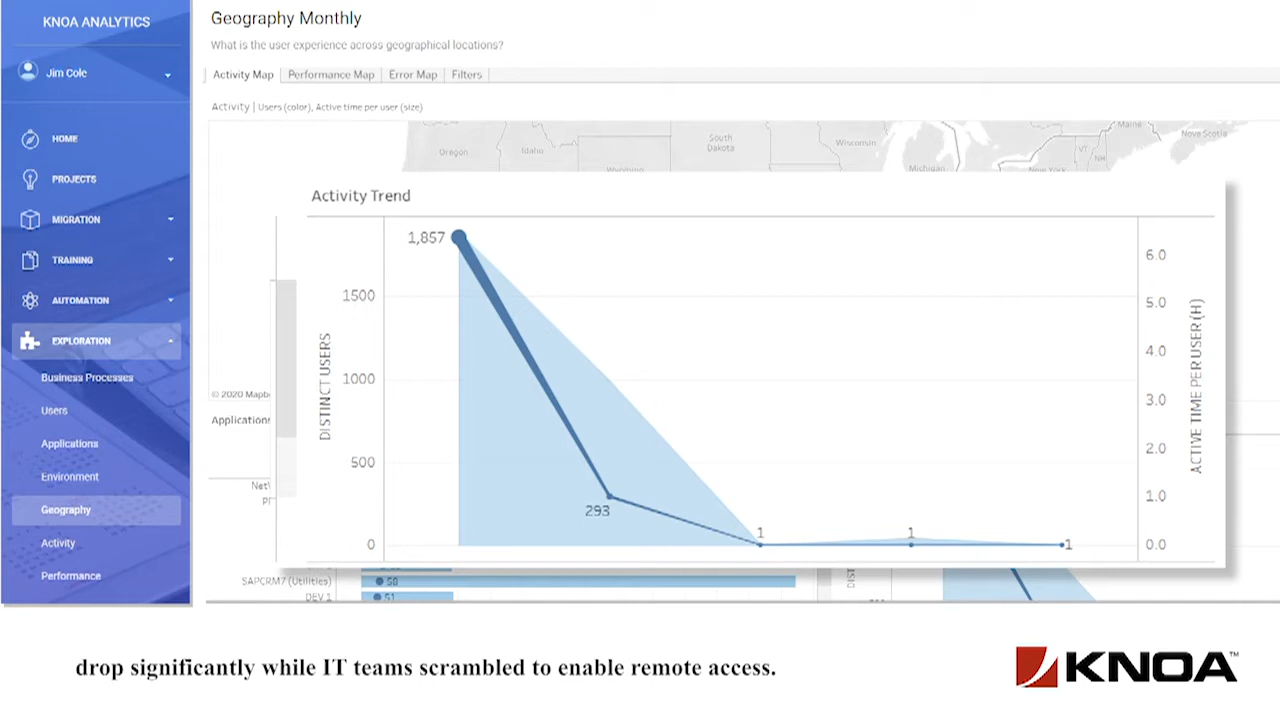 KNOA ANALYTICS
Jim Cole
HOME
PROJECTS
MIGRATION
TRAINING
AUTOMATION
EXPLORATION
Business Processes
Users
Applications
Environment
Geography
Activity
Performance
Geography Monthly
What is the user experience across geographical locations?
Activity Map Performance Map Error Map Filters
Activity | Users (color), Active time per user (size)
Oregon
Idaho
Wyoming
South
Dakota
Wisconsin
Michigan
New York
VT
NH
Maine
Nova Scotia
© 2020 Mapb
Applications
Activity Trend
DISTINCT USERS
1500
1000
500
0
1,857
293
1
1
1
6.0
5.0
4.0
3.0
2.0
1.0
0.0
ACTIVE TIME PER USER (H)
SAPCRM7 (Utilities) 58
DEV 1 51
drop significantly while IT teams scrambled to enable remote access.
KNOA™